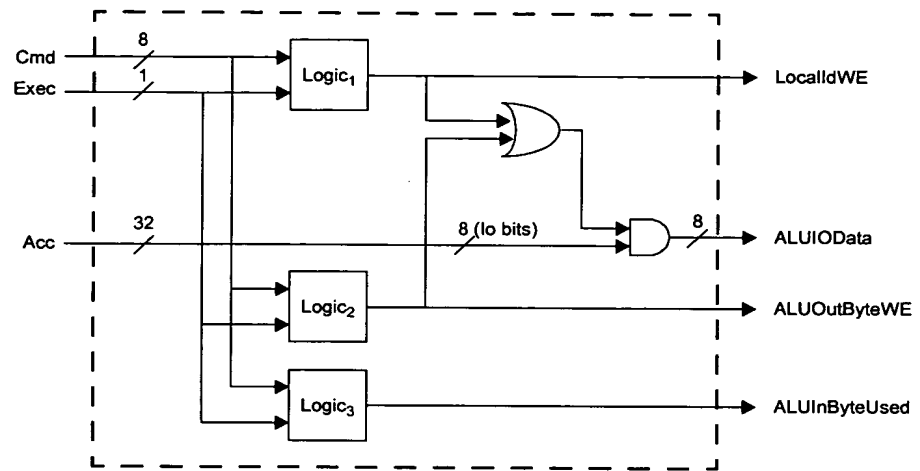 Cmd
8
Exec
1
Logic₁
LocalIdWE
Acc
32
8 (lo bits)
8
ALUIOData
Logic₂
ALUOutByteWE
Logic₃
ALUInByteUsed